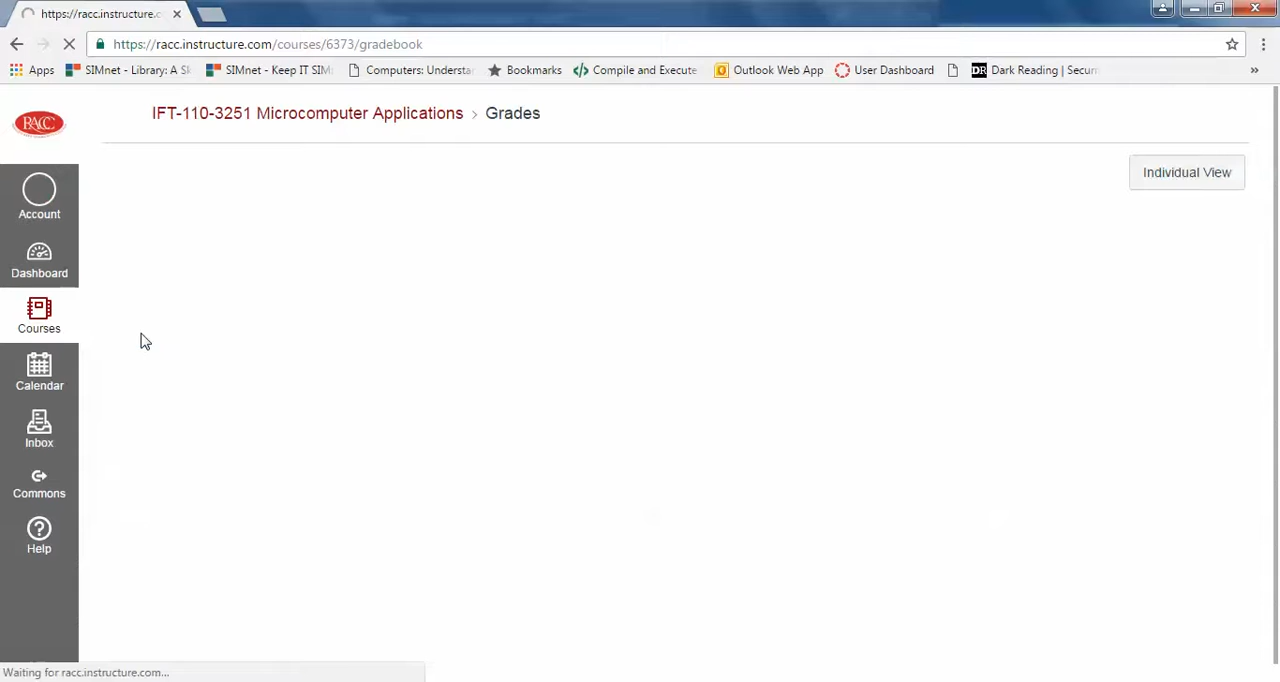 https://racc.instructure.c
https://racc.instructure.com/courses/6373/gradebook
Apps SIMnet - Library: A Sk SIMnet - Keep IT SIM Computers: Understa Bookmarks Compile and Execute Outlook Web App User Dashboard DR Dark Reading | Secur »
RACC
IFT-110-3251 Microcomputer Applications > Grades
Individual View
Account
Dashboard
Courses
Calendar
Inbox
Commons
Help
Waiting for racc.instructure.com...